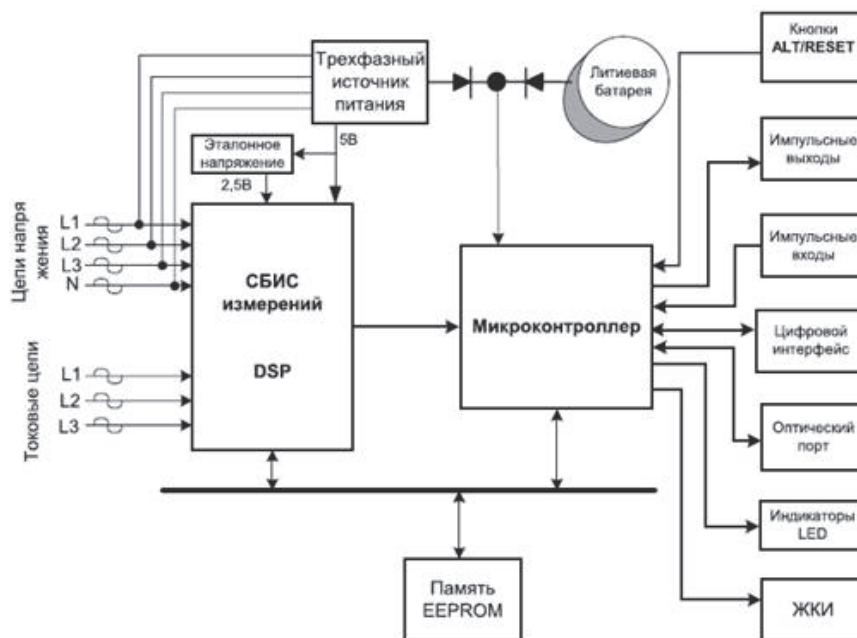 Трехфазный
источник
питания
Литиевая
батарея
Кнопки
ALT/RESET
Эталонное
напряжение
5В
2,5В
Импульсные
выходы
Цепи напря
жения
L1
L2
L3
N
СБИС
измерений
DSP
Микроконтроллер
Импульсные
входы
Цифровой
интерфейс
Токовые цепи
L1
L2
L3
Оптический
порт
Индикаторы
LED
Память
EEPROM
ЖКИ